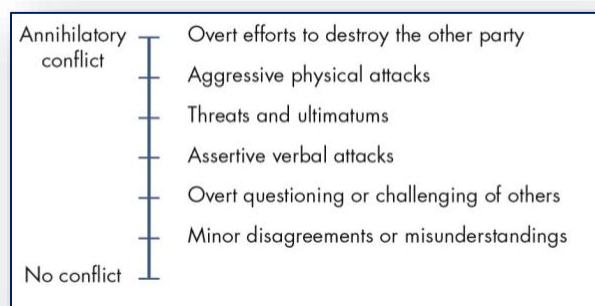 Annihilatory
conflict
Overt efforts to destroy the other party
Aggressive physical attacks
Threats and ultimatums
Assertive verbal attacks
Overt questioning or challenging of others
Minor disagreements or misunderstandings
No conflict